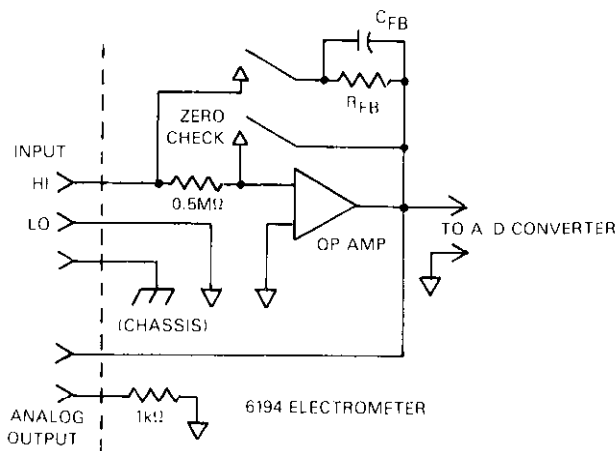 CFB
RFB
ZERO
CHECK
INPUT
HI
0.5MΩ
LO
OP AMP
TO A D CONVERTER
(CHASSIS)
1kΩ
6194 ELECTROMETER
ANALOG
OUTPUT